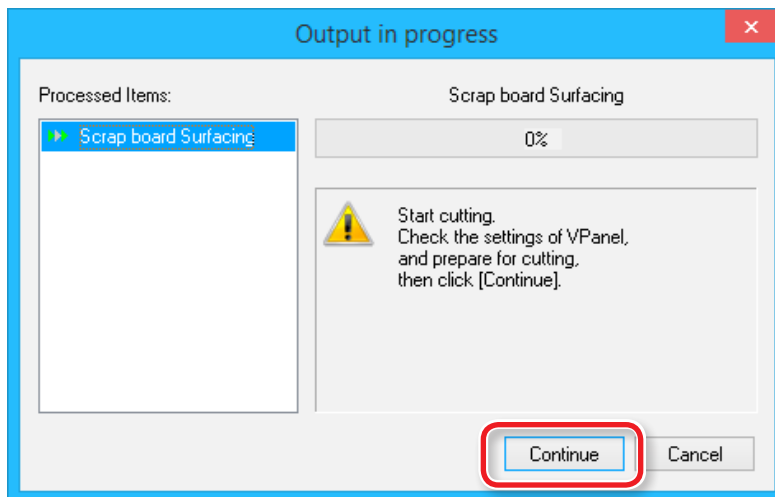 Output in progress
Processed Items:
Scrap board Surfacing
Scrap board Surfacing
0%
Start cutting.
Check the settings of VPanel,
and prepare for cutting,
then click [Continue].
Continue
Cancel